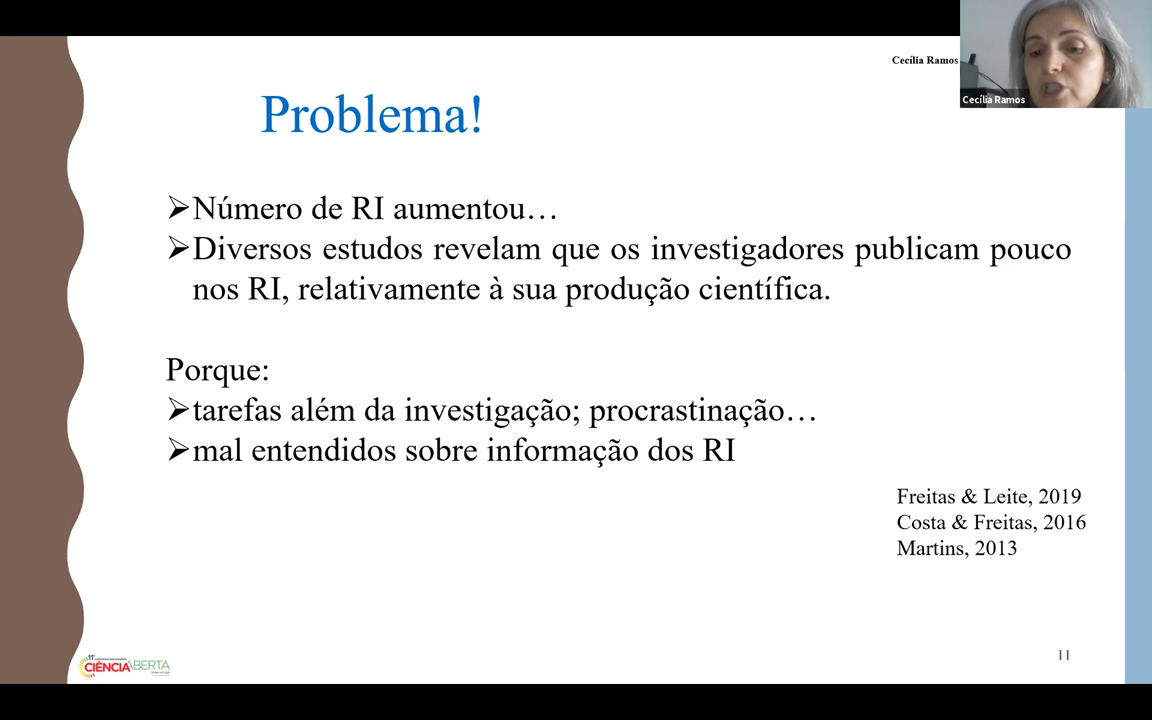 Cecília Ramos
Cecília Ramos
Problema!
➢Número de RI aumentou…
➢Diversos estudos revelam que os investigadores publicam pouco
nos RI, relativamente à sua produção científica.
Porque:
➢tarefas além da investigação; procrastinação…
➢mal entendidos sobre informação dos RI
Freitas & Leite, 2019
Costa & Freitas, 2016
Martins, 2013
CIÊNCIA ABERTA
11